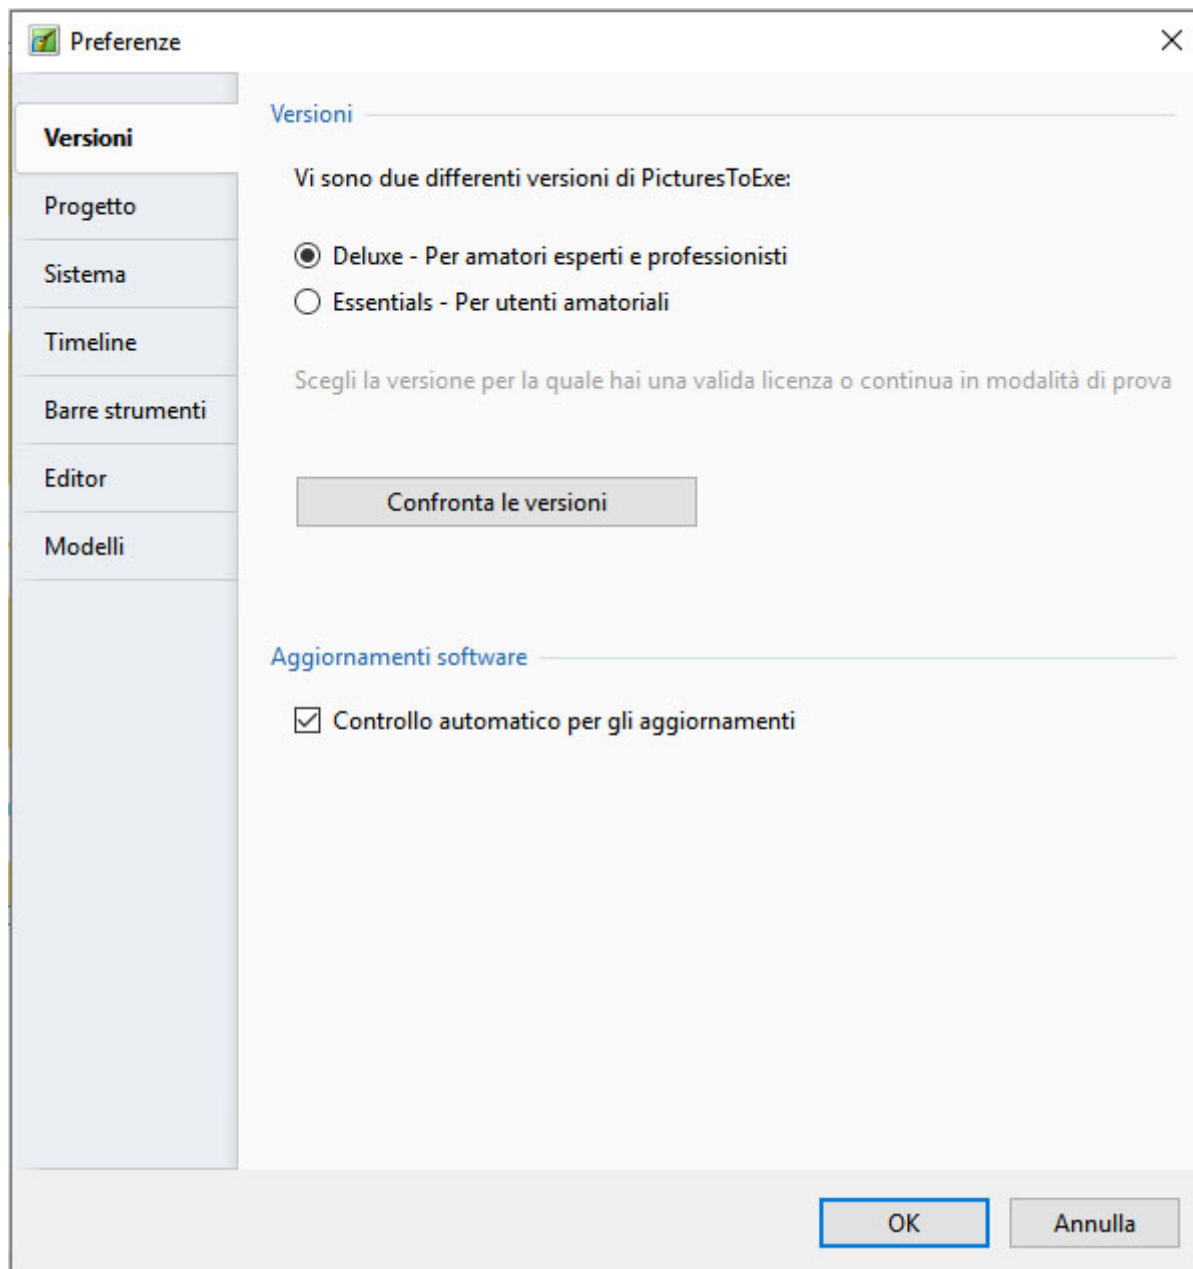 Preferenze
Versioni
Progetto
Sistema
Timeline
Barre strumenti
Editor
Modelli
Versioni
Vi sono due differenti versioni di PicturesToExe:
Deluxe - Per amatori esperti e professionisti
Essentials - Per utenti amatoriali
Scegli la versione per la quale hai una valida licenza o continua in modalità di prova
Confronta le versioni
Aggiornamenti software
Controllo automatico per gli aggiornamenti
OK
Annulla